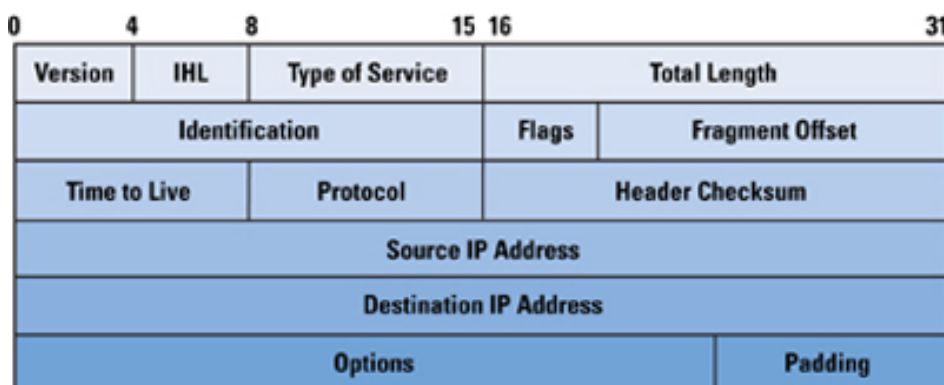 0 4 8 15 16 31
Version IHL Type of Service Total Length
Identification Flags Fragment Offset
Time to Live Protocol Header Checksum
Source IP Address
Destination IP Address
Options Padding